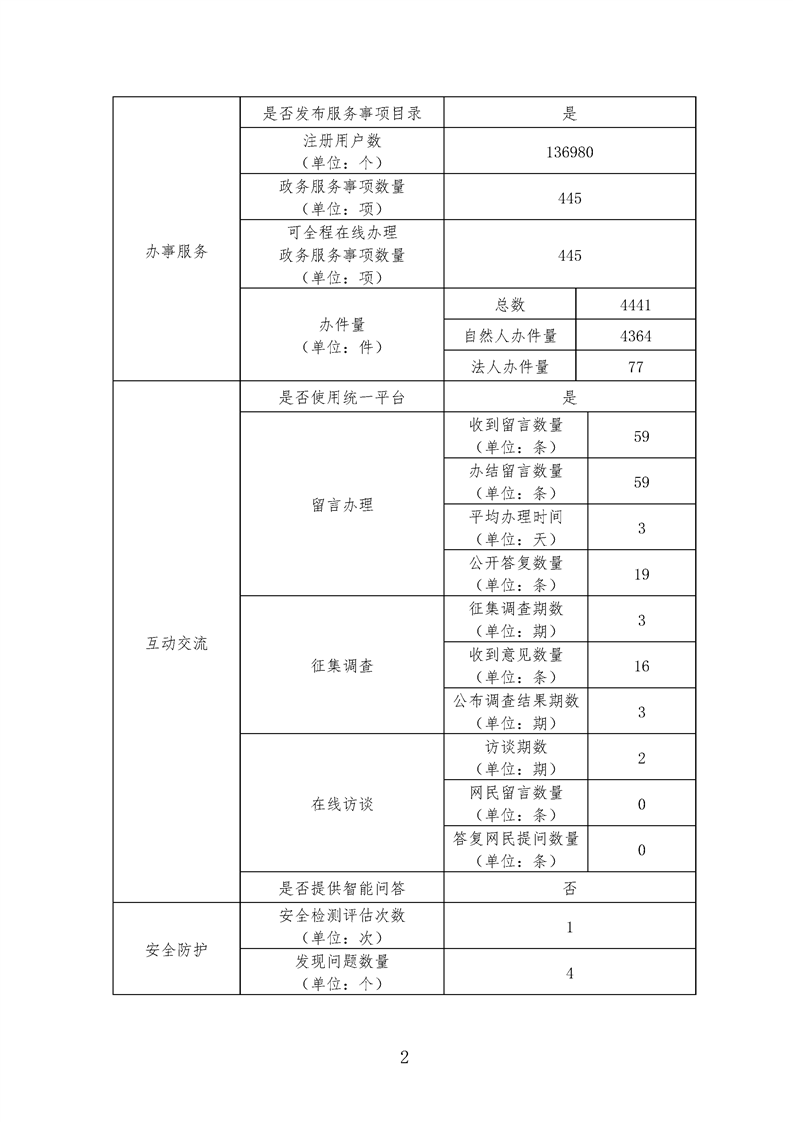 办事服务
是否发布服务事项目录
是
注册用户数
（单位：个）
136980
政务服务事项数量
（单位：项）
445
可全程在线办理
政务服务事项数量
（单位：项）
445
办件量
（单位：件）
总数
4441
自然人办件量
4364
法人办件量
77
互动交流
是否使用统一平台
是
留言办理
收到留言数量
（单位：条）
59
办结留言数量
（单位：条）
59
平均办理时间
（单位：天）
3
公开答复数量
（单位：条）
19
征集调查
征集调查期数
（单位：期）
3
收到意见数量
（单位：条）
16
公布调查结果期数
（单位：期）
3
在线访谈
访谈期数
（单位：期）
2
网民留言数量
（单位：条）
0
答复网民提问数量
（单位：条）
0
是否提供智能问答
否
安全防护
安全检测评估次数
（单位：次）
1
发现问题数量
（单位：个）
4
2